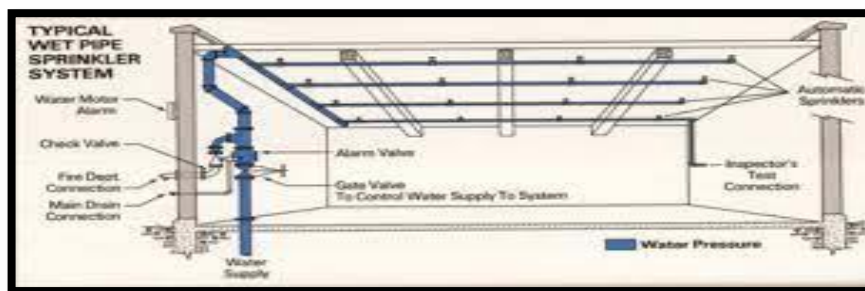 TYPICAL
WET PIPE
SPRINKLER
SYSTEM
Water Motor
Alarm
Check Valve
Fire Dept.
Connection
Main Drain
Connection
Water
Supply
Alarm Valve
Gate Valve
To Control Water Supply To System
Automatic
Sprinklers
Inspector's
Test
Connection
Water Pressure